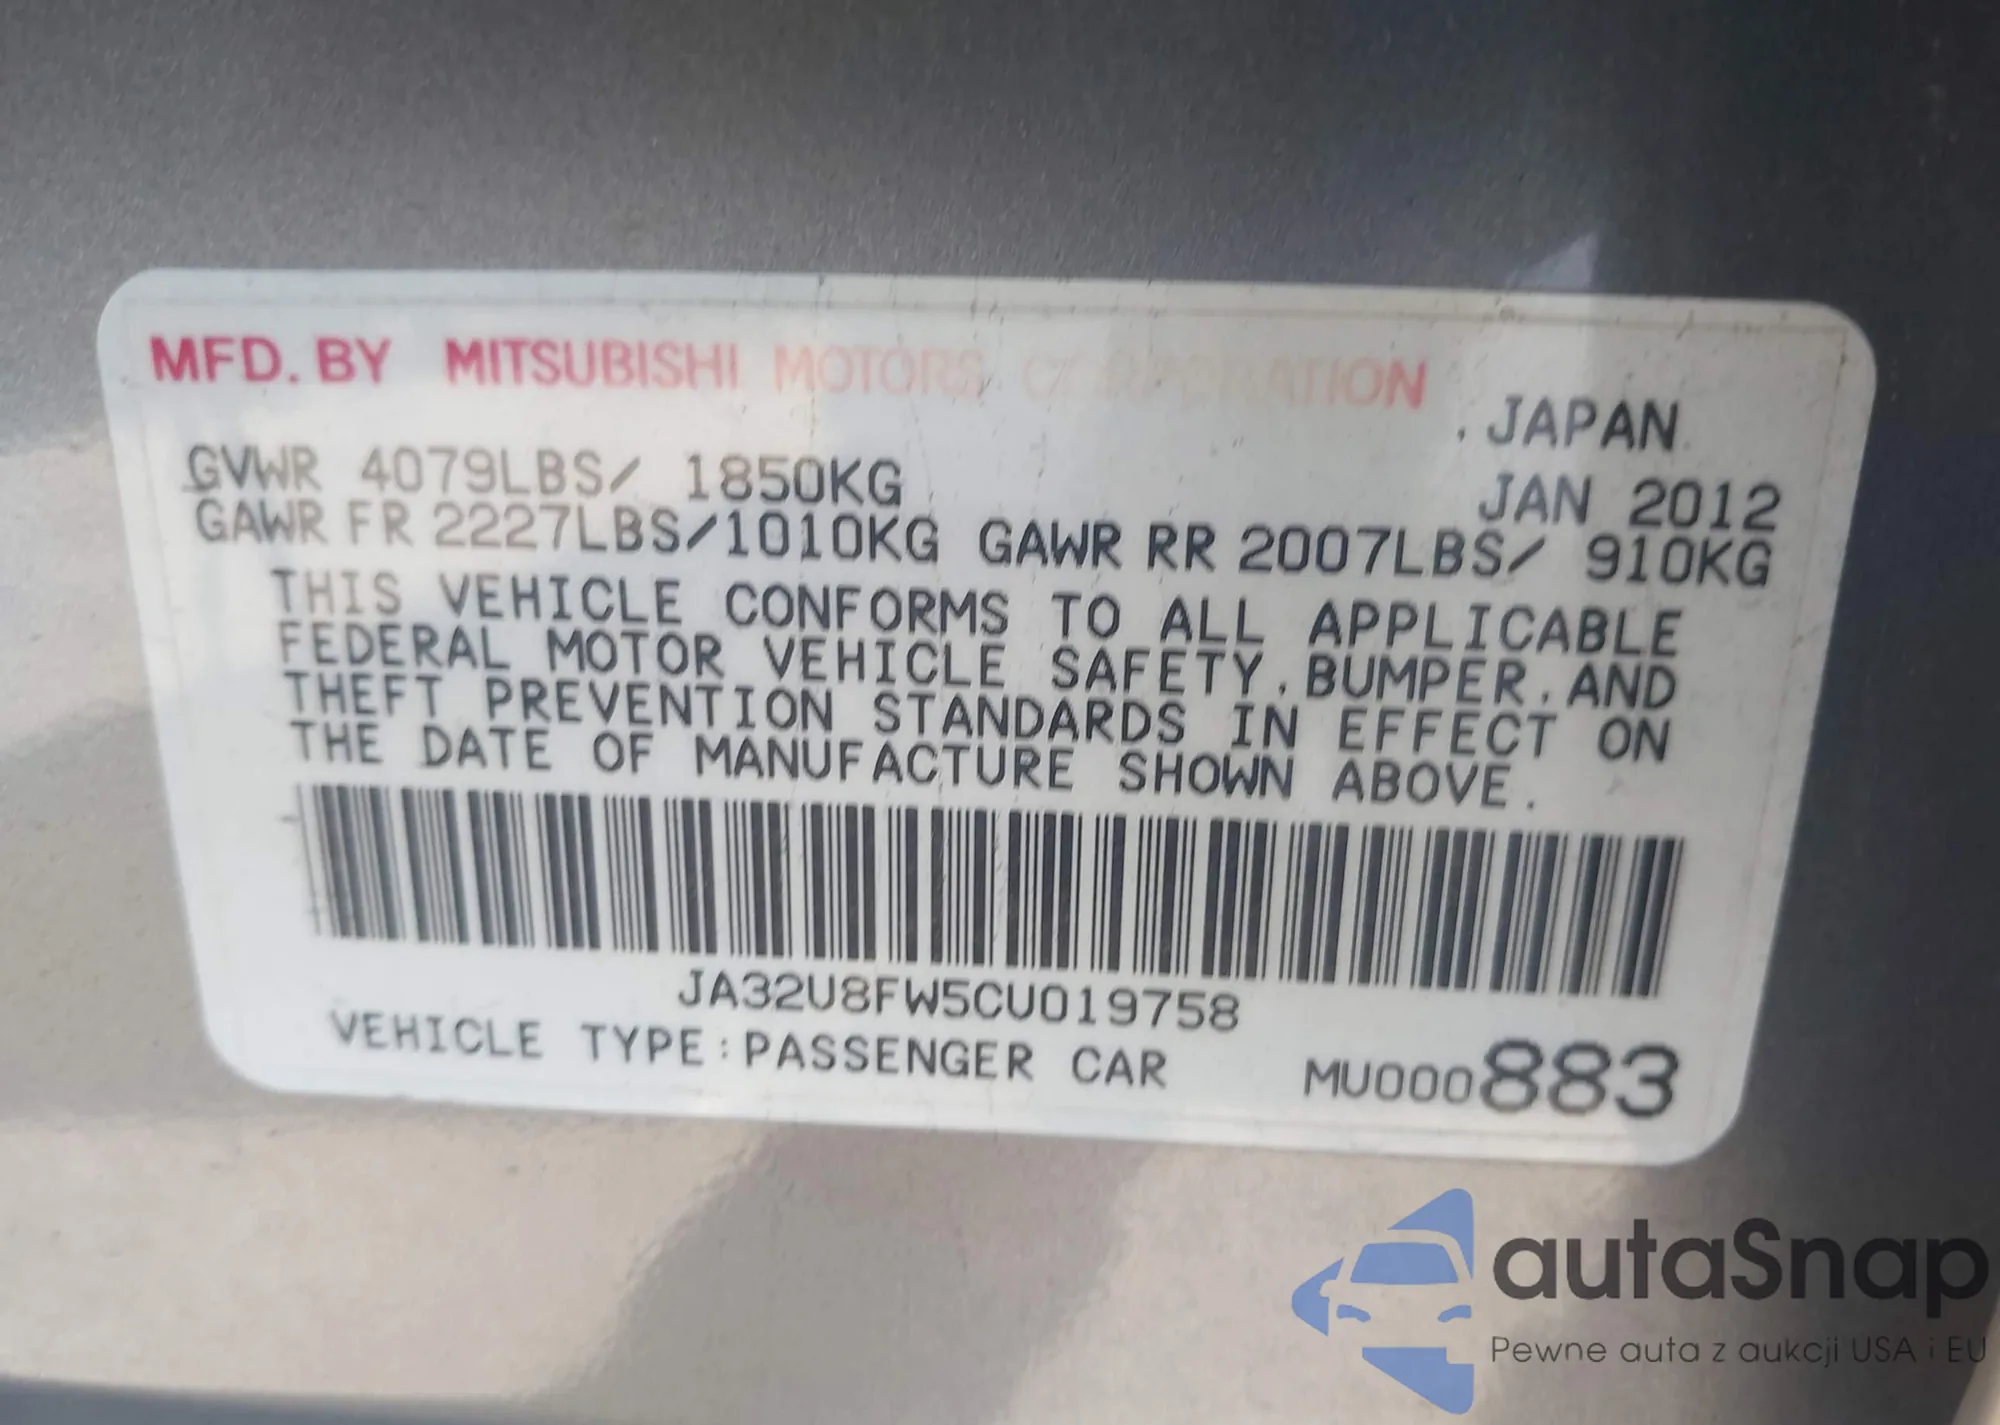 MFD. BY MITSUBISHI MOTORS CORPORATION
. JAPAN
GVWR 4079LBS/ 1850KG JAN 2012
GAWR FR 2227LBS/1010KG GAWR RR 2007LBS/ 910KG
THIS VEHICLE CONFORMS TO ALL APPLICABLE
FEDERAL MOTOR VEHICLE SAFETY, BUMPER, AND
THEFT PREVENTION STANDARDS IN EFFECT ON
THE DATE OF MANUFACTURE SHOWN ABOVE.
JA32U8FW5CU019758
VEHICLE TYPE:PASSENGER CAR MU000883
autaSnap
Pewne auta z aukcji USA i EU